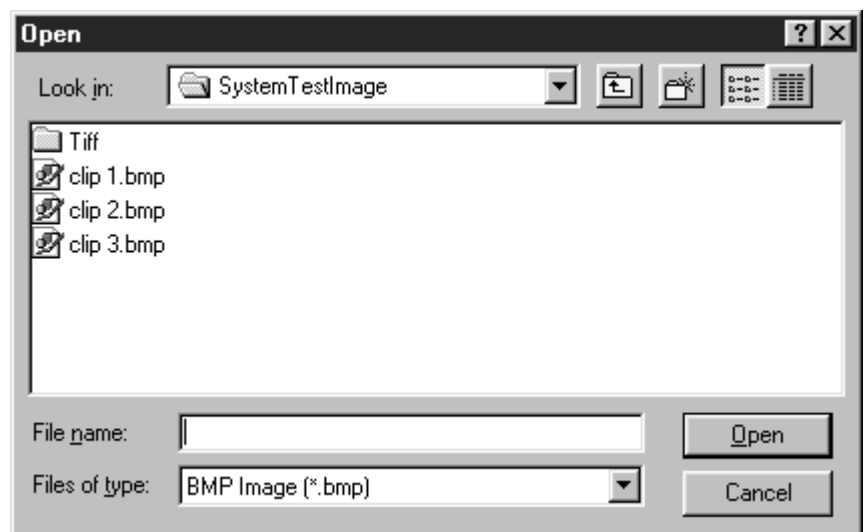 Open
Look in: SystemTestImage
Tiff
clip 1.bmp
clip 2.bmp
clip 3.bmp
File name: Open
Files of type: BMP Image (*.bmp) Cancel